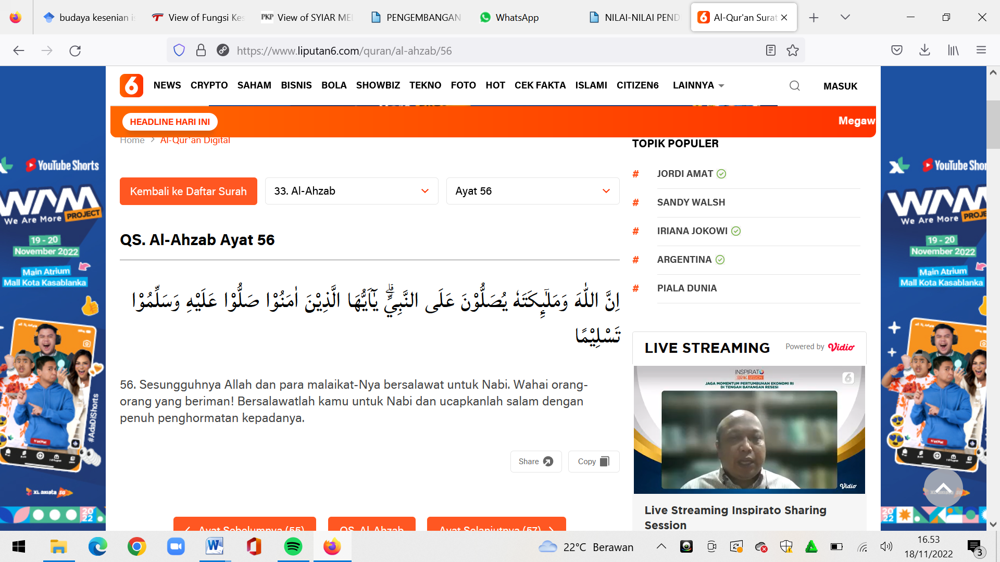 budaya kesenian is
View of Fungsi Kes
PKP View of SYIAR MEL
PENGEMBANGAN
WhatsApp
NILAI-NILAI PEND
Al-Qur'an Surat
https://www.liputan6.com/quran/al-ahzab/56
6 NEWS CRYPTO SAHAM BISNIS BOLA SHOWBIZ TEKNO FOTO HOT CEK FAKTA ISLAMI CITIZEN6 LAINNYA MASUK
HEADLINE HARI INI
Megaw
Home > Al-Qur'an Digital
Kembali ke Daftar Surah
33. Al-Ahzab
Ayat 56
QS. Al-Ahzab Ayat 56
اِنَّ اللّٰهَ وَمَلٰۤىِٕكَتَهٗ يُصَلُّوْنَ عَلَى النَّبِيِّۗ يٰٓاَيُّهَا الَّذِيْنَ اٰمَنُوْا صَلُّوْا عَلَيْهِ وَسَلِّمُوْا
تَسْلِيْمًا
56. Sesungguhnya Allah dan para malaikat-Nya bersalawat untuk Nabi. Wahai orang-
orang yang beriman! Bersalawatlah kamu untuk Nabi dan ucapkanlah salam dengan
penuh penghormatan kepadanya.
Share
Copy
Ayat Sebelumnya (55)
QS. Al-Ahzab
Ayat Selanjutnya (57)
TOPIK POPULER
# JORDI AMAT
# SANDY WALSH
# IRIANA JOKOWI
# ARGENTINA
# PIALA DUNIA
LIVE STREAMING
Powered by Vidio
INSPIRATO
SHARING SESSION
JAGA MOMENTUM PERTUMBUHAN EKONOMI RI
DI TENGAH BAYANGAN RESESI
6
Vidio
Live Streaming Inspirato Sharing
Session
YouTube Shorts
WAM
PROJECT
We Are More
19 - 20
November 2022
Main Atrium
Mall Kota Kasablanka
#AdaDiShorts
XL axiata 5G
2022
XL YouTube Shor
WAM
PROJE
We Are More
19 - 20
November 2022
Main Atrium
Mall Kota Kasablanka
2022
22°C Berawan
16.53
18/11/2022
3